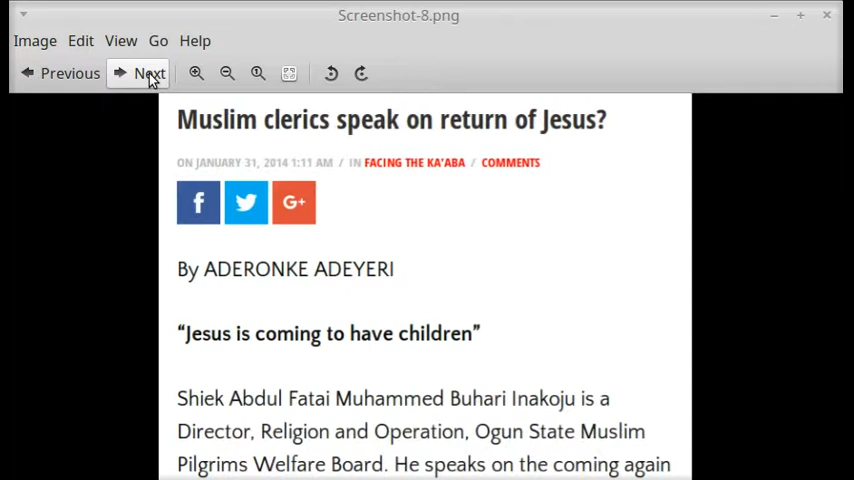 Screenshot-8.png
Image Edit View Go Help
Previous Next
Muslim clerics speak on return of Jesus?
ON JANUARY 31, 2014 1:11 AM / IN FACING THE KA'ABA / COMMENTS
f G+
By ADERONKE ADEYERI
“Jesus is coming to have children”
Shiek Abdul Fatai Muhammed Buhari Inakoju is a
Director, Religion and Operation, Ogun State Muslim
Pilgrims Welfare Board. He speaks on the coming again